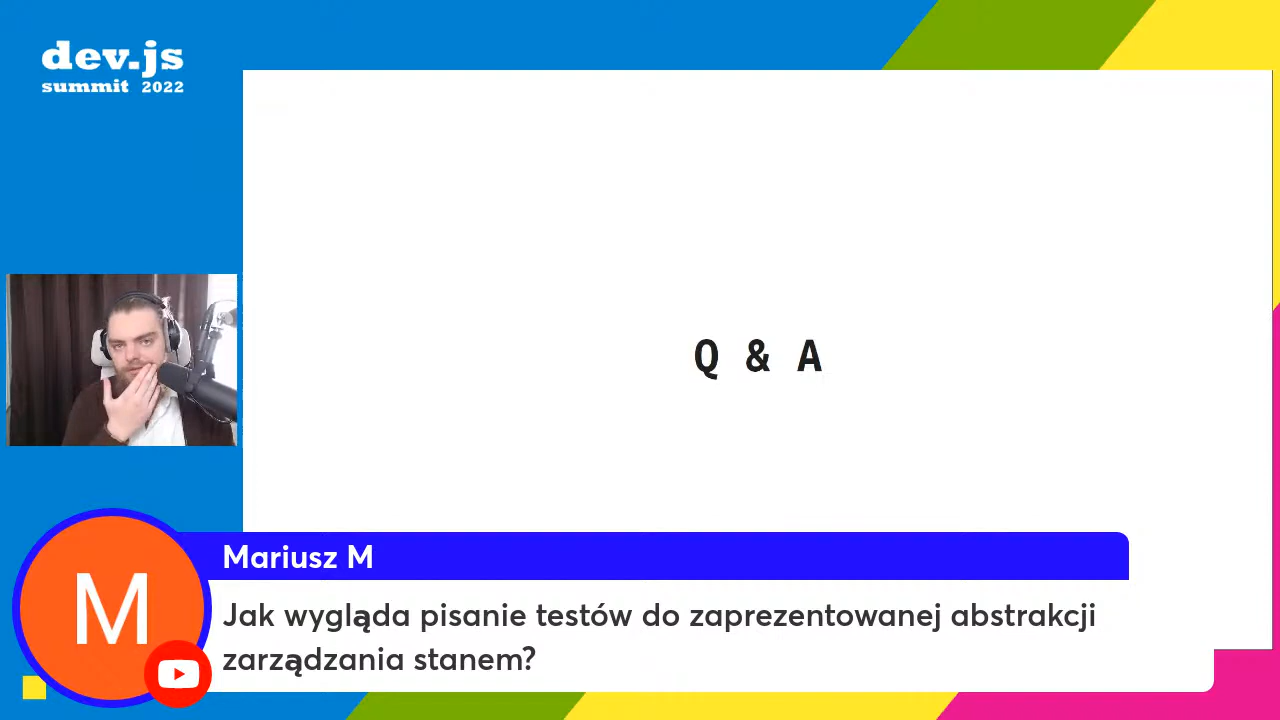 dev.js
summit 2022
Q & A
Mariusz M
M
Jak wygląda pisanie testów do zaprezentowanej abstrakcji
zarządzania stanem?